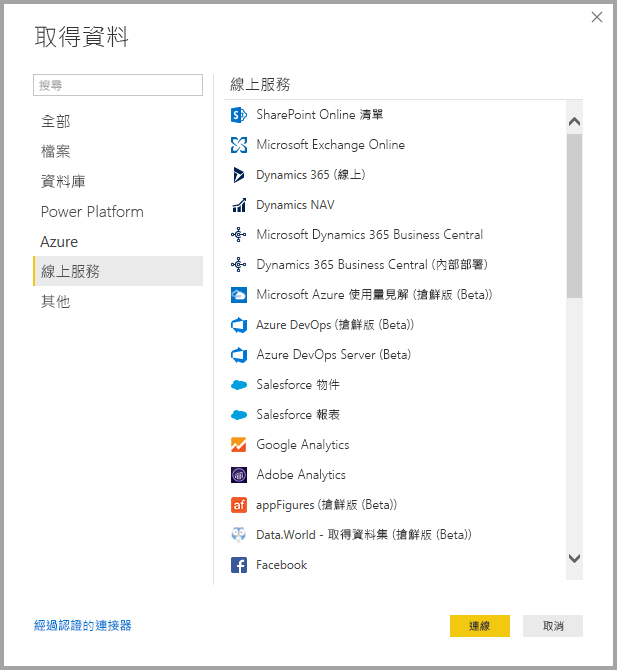 取得資料
搜尋
全部
檔案
資料庫
Power Platform
Azure
線上服務
其他
線上服務
SharePoint Online 清單
Microsoft Exchange Online
Dynamics 365 (線上)
Dynamics NAV
Microsoft Dynamics 365 Business Central
Dynamics 365 Business Central (內部部署)
Microsoft Azure 使用量見解 (搶鮮版 (Beta))
Azure DevOps (搶鮮版 (Beta))
Azure DevOps Server (Beta)
Salesforce 物件
Salesforce 報表
Google Analytics
Adobe Analytics
af appFigures (搶鮮版 (Beta))
Data.World - 取得資料集 (搶鮮版 (Beta))
Facebook
經過認證的連接器
連線
取消